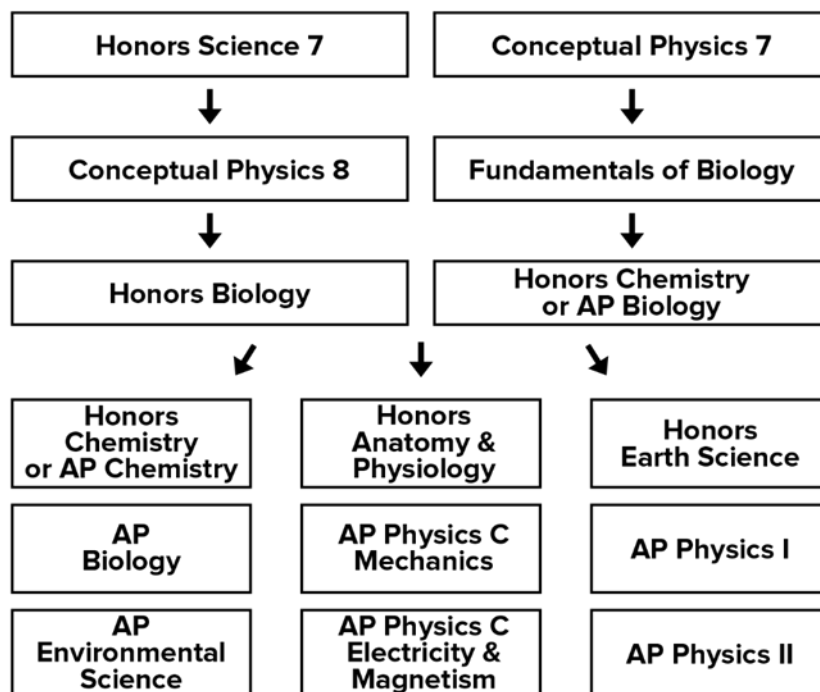 Honors Science 7
Conceptual Physics 7
Conceptual Physics 8
Fundamentals of Biology
Honors Biology
Honors Chemistry
or AP Biology
Honors
Chemistry
or AP Chemistry
Honors
Anatomy &
Physiology
Honors
Earth Science
AP
Biology
AP Physics C
Mechanics
AP Physics I
AP
Environmental
Science
AP Physics C
Electricity &
Magnetism
AP Physics II